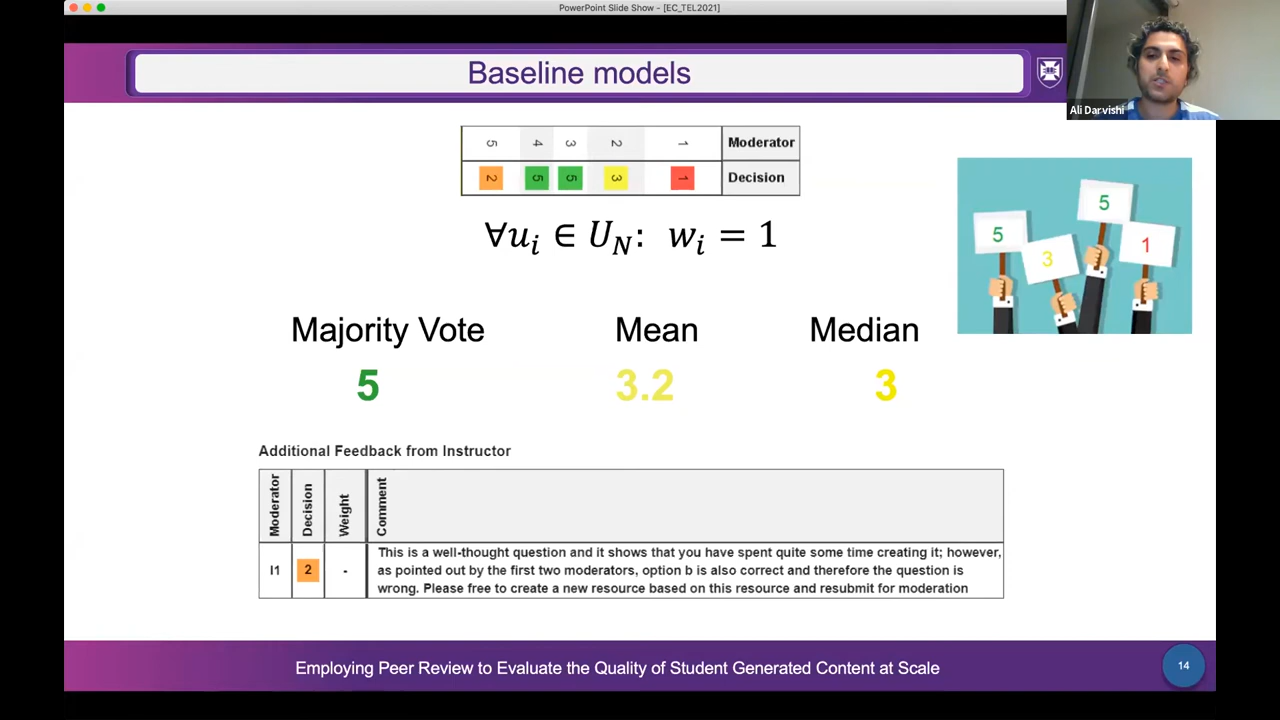 PowerPoint Slide Show - [EC_TEL2021]
Baseline models
Ali Darvishi
5 4 3 2 1 Moderator
2 5 5 3 1 Decision
∀uᵢ ∈ U_N: wᵢ = 1
5 3 5 1
Majority Vote Mean Median
5 3.2 3
Additional Feedback from Instructor
Moderator Decision Weight Comment
This is a well-thought question and it shows that you have spent quite some time creating it; however,
I1 2 - as pointed out by the first two moderators, option b is also correct and therefore the question is
wrong. Please free to create a new resource based on this resource and resubmit for moderation
Employing Peer Review to Evaluate the Quality of Student Generated Content at Scale
14